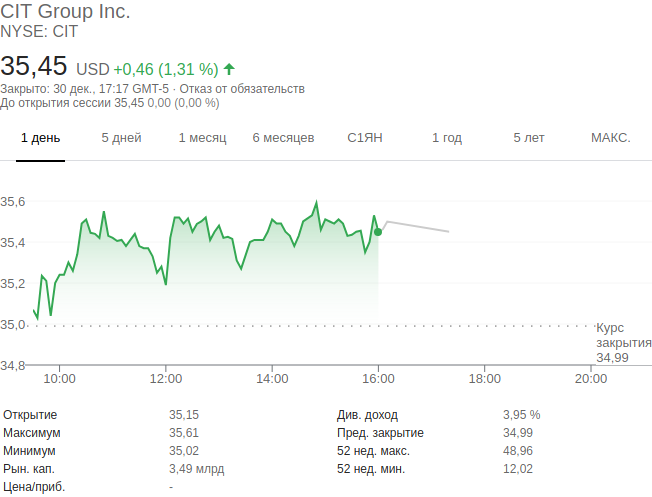 CIT Group Inc.
NYSE: CIT
35,45 USD +0,46 (1,31 %)
Закрыто: 30 дек., 17:17 GMT-5 · Отказ от обязательств
До открытия сессии 35,45 0,00 (0,00 %)
1 день 5 дней 1 месяц 6 месяцев С1ЯН 1 год 5 лет МАКС.
35,6
35,4
35,2
35,0
Курс
закрытия
34,99
34,8
10:00 12:00 14:00 16:00 18:00 20:00
Открытие 35,15 Див. доход 3,95 %
Максимум 35,61 Пред. закрытие 34,99
Минимум 35,02 52 нед. макс. 48,96
Рын. кап. 3,49 млрд 52 нед. мин. 12,02
Цена/приб. -